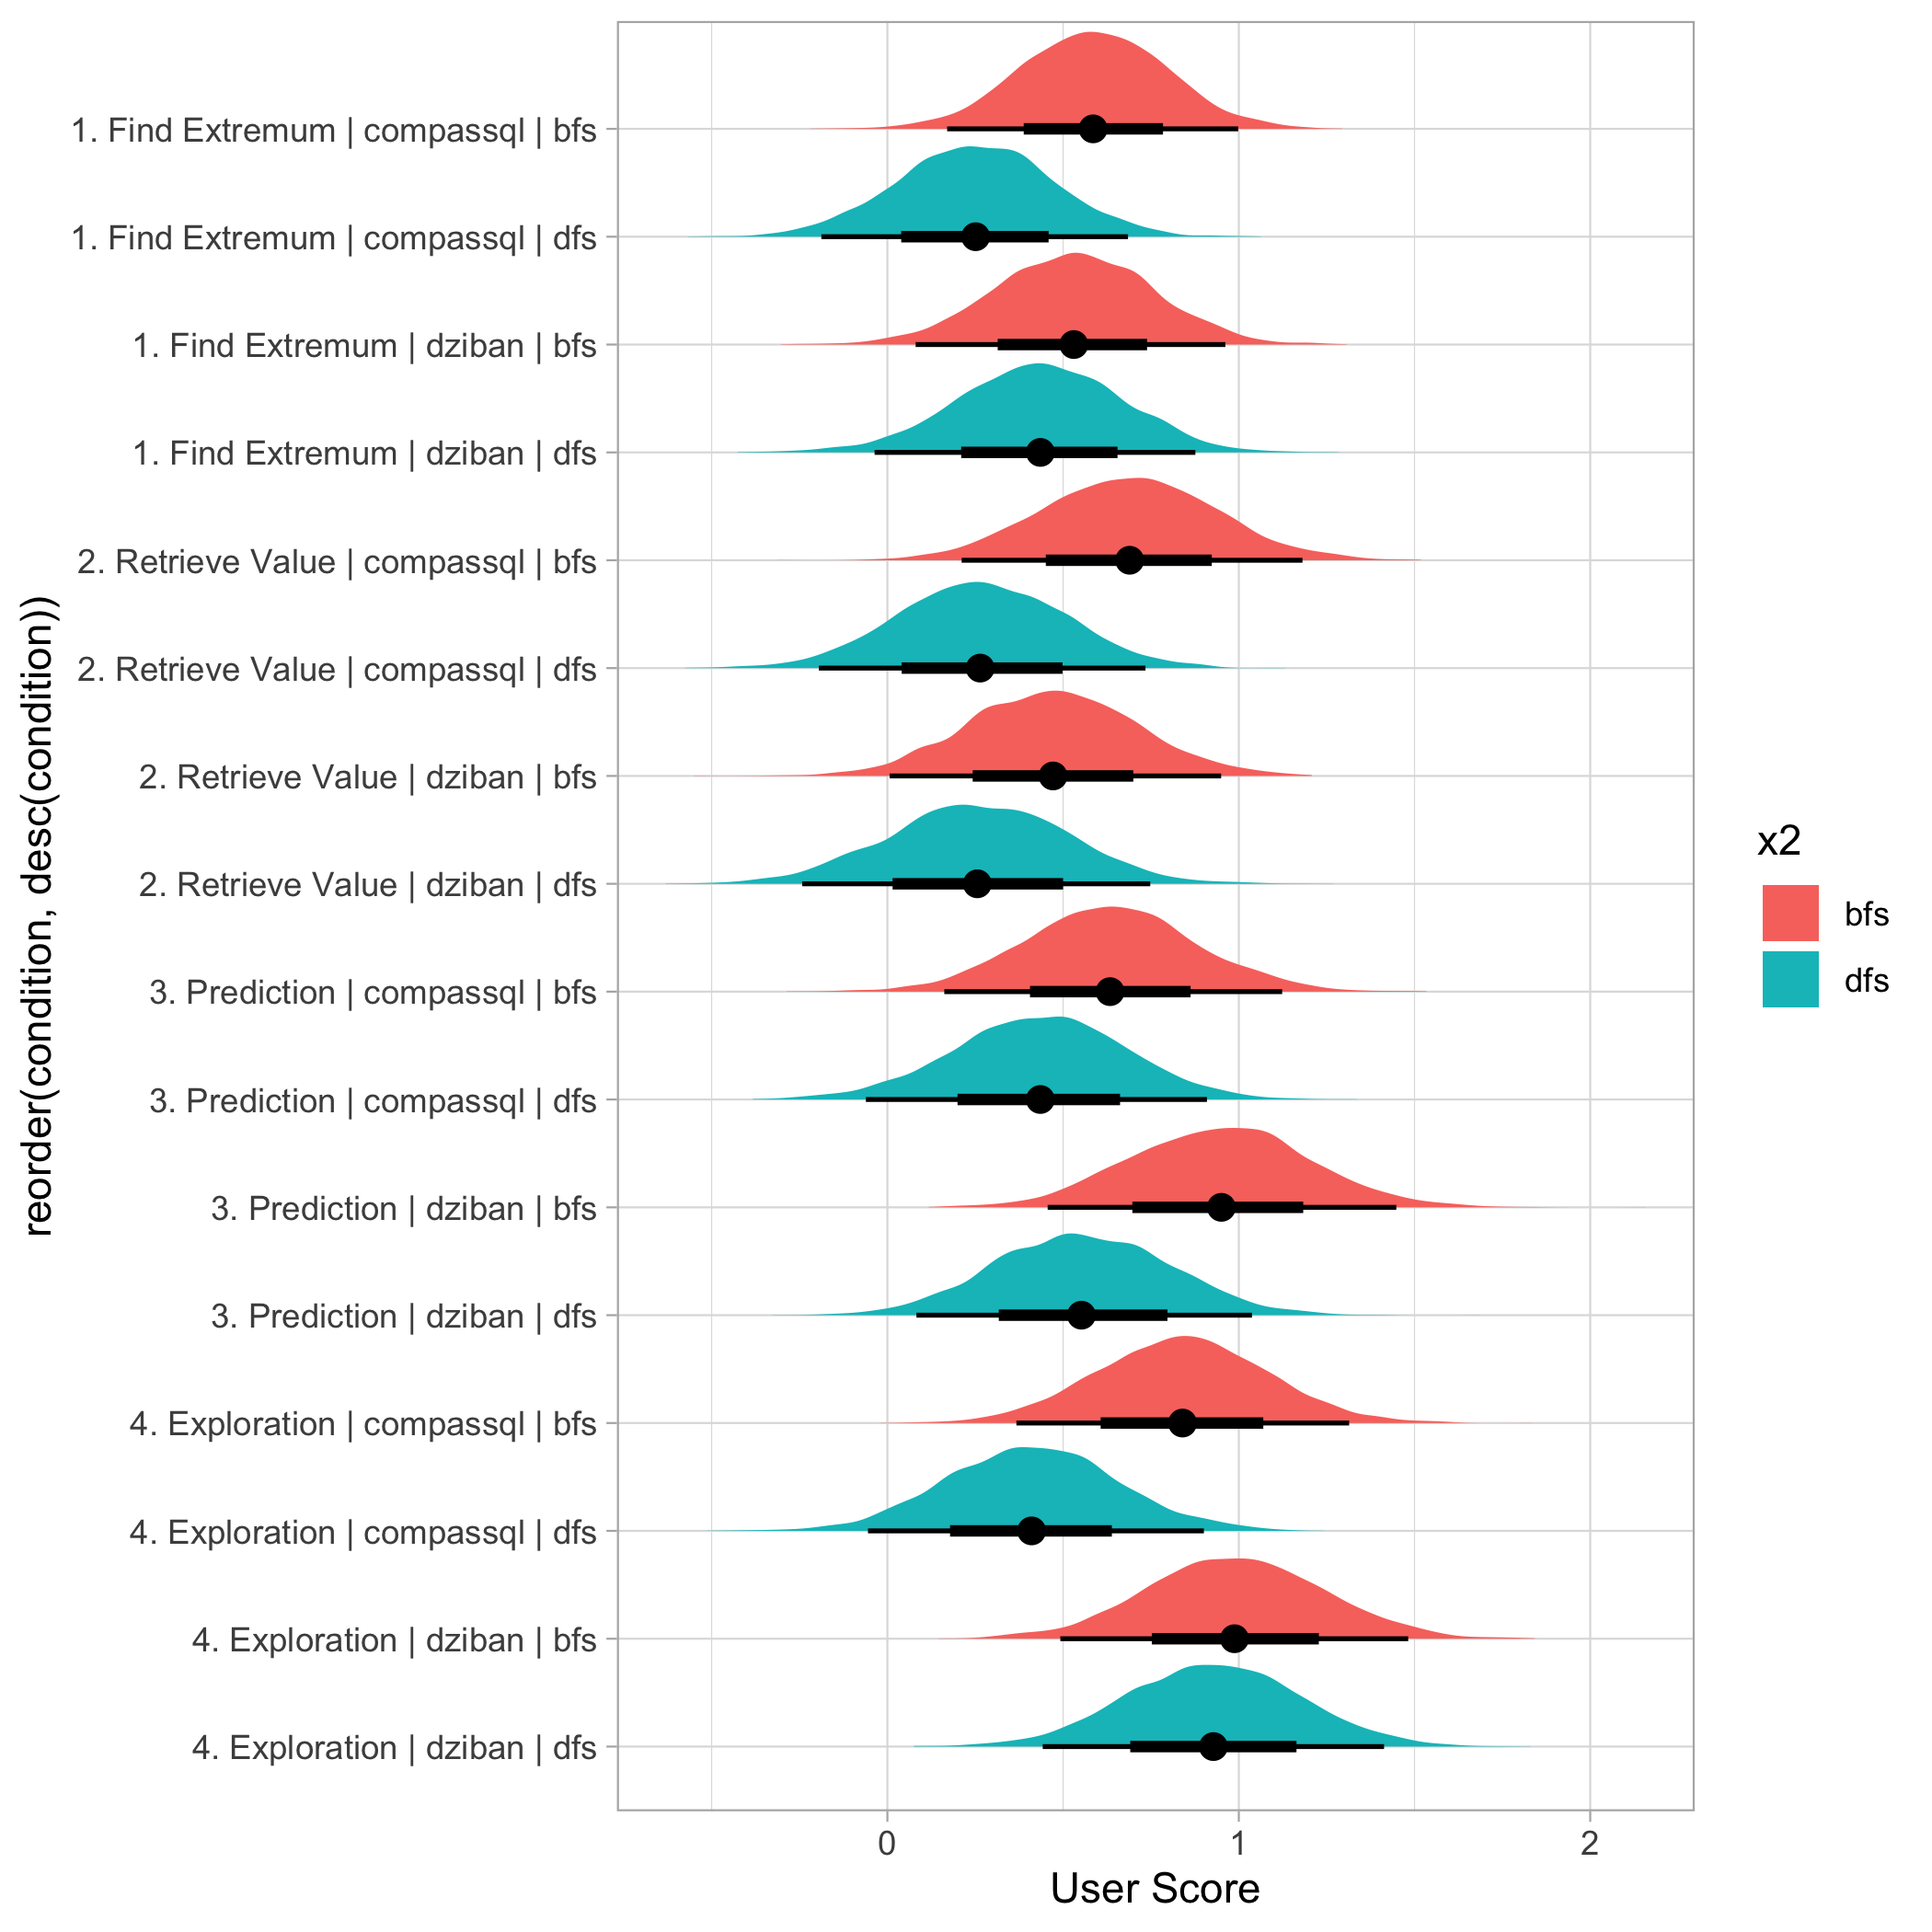 1. Find Extremum | compassql | bfs
1. Find Extremum | compassql | dfs
1. Find Extremum | dziban | bfs
1. Find Extremum | dziban | dfs
2. Retrieve Value | compassql | bfs
2. Retrieve Value | compassql | dfs
2. Retrieve Value | dziban | bfs
2. Retrieve Value | dziban | dfs
3. Prediction | compassql | bfs
3. Prediction | compassql | dfs
3. Prediction | dziban | bfs
3. Prediction | dziban | dfs
4. Exploration | compassql | bfs
4. Exploration | compassql | dfs
4. Exploration | dziban | bfs
4. Exploration | dziban | dfs
reorder(condition, desc(condition))
0 1 2
User Score
x2
bfs
dfs